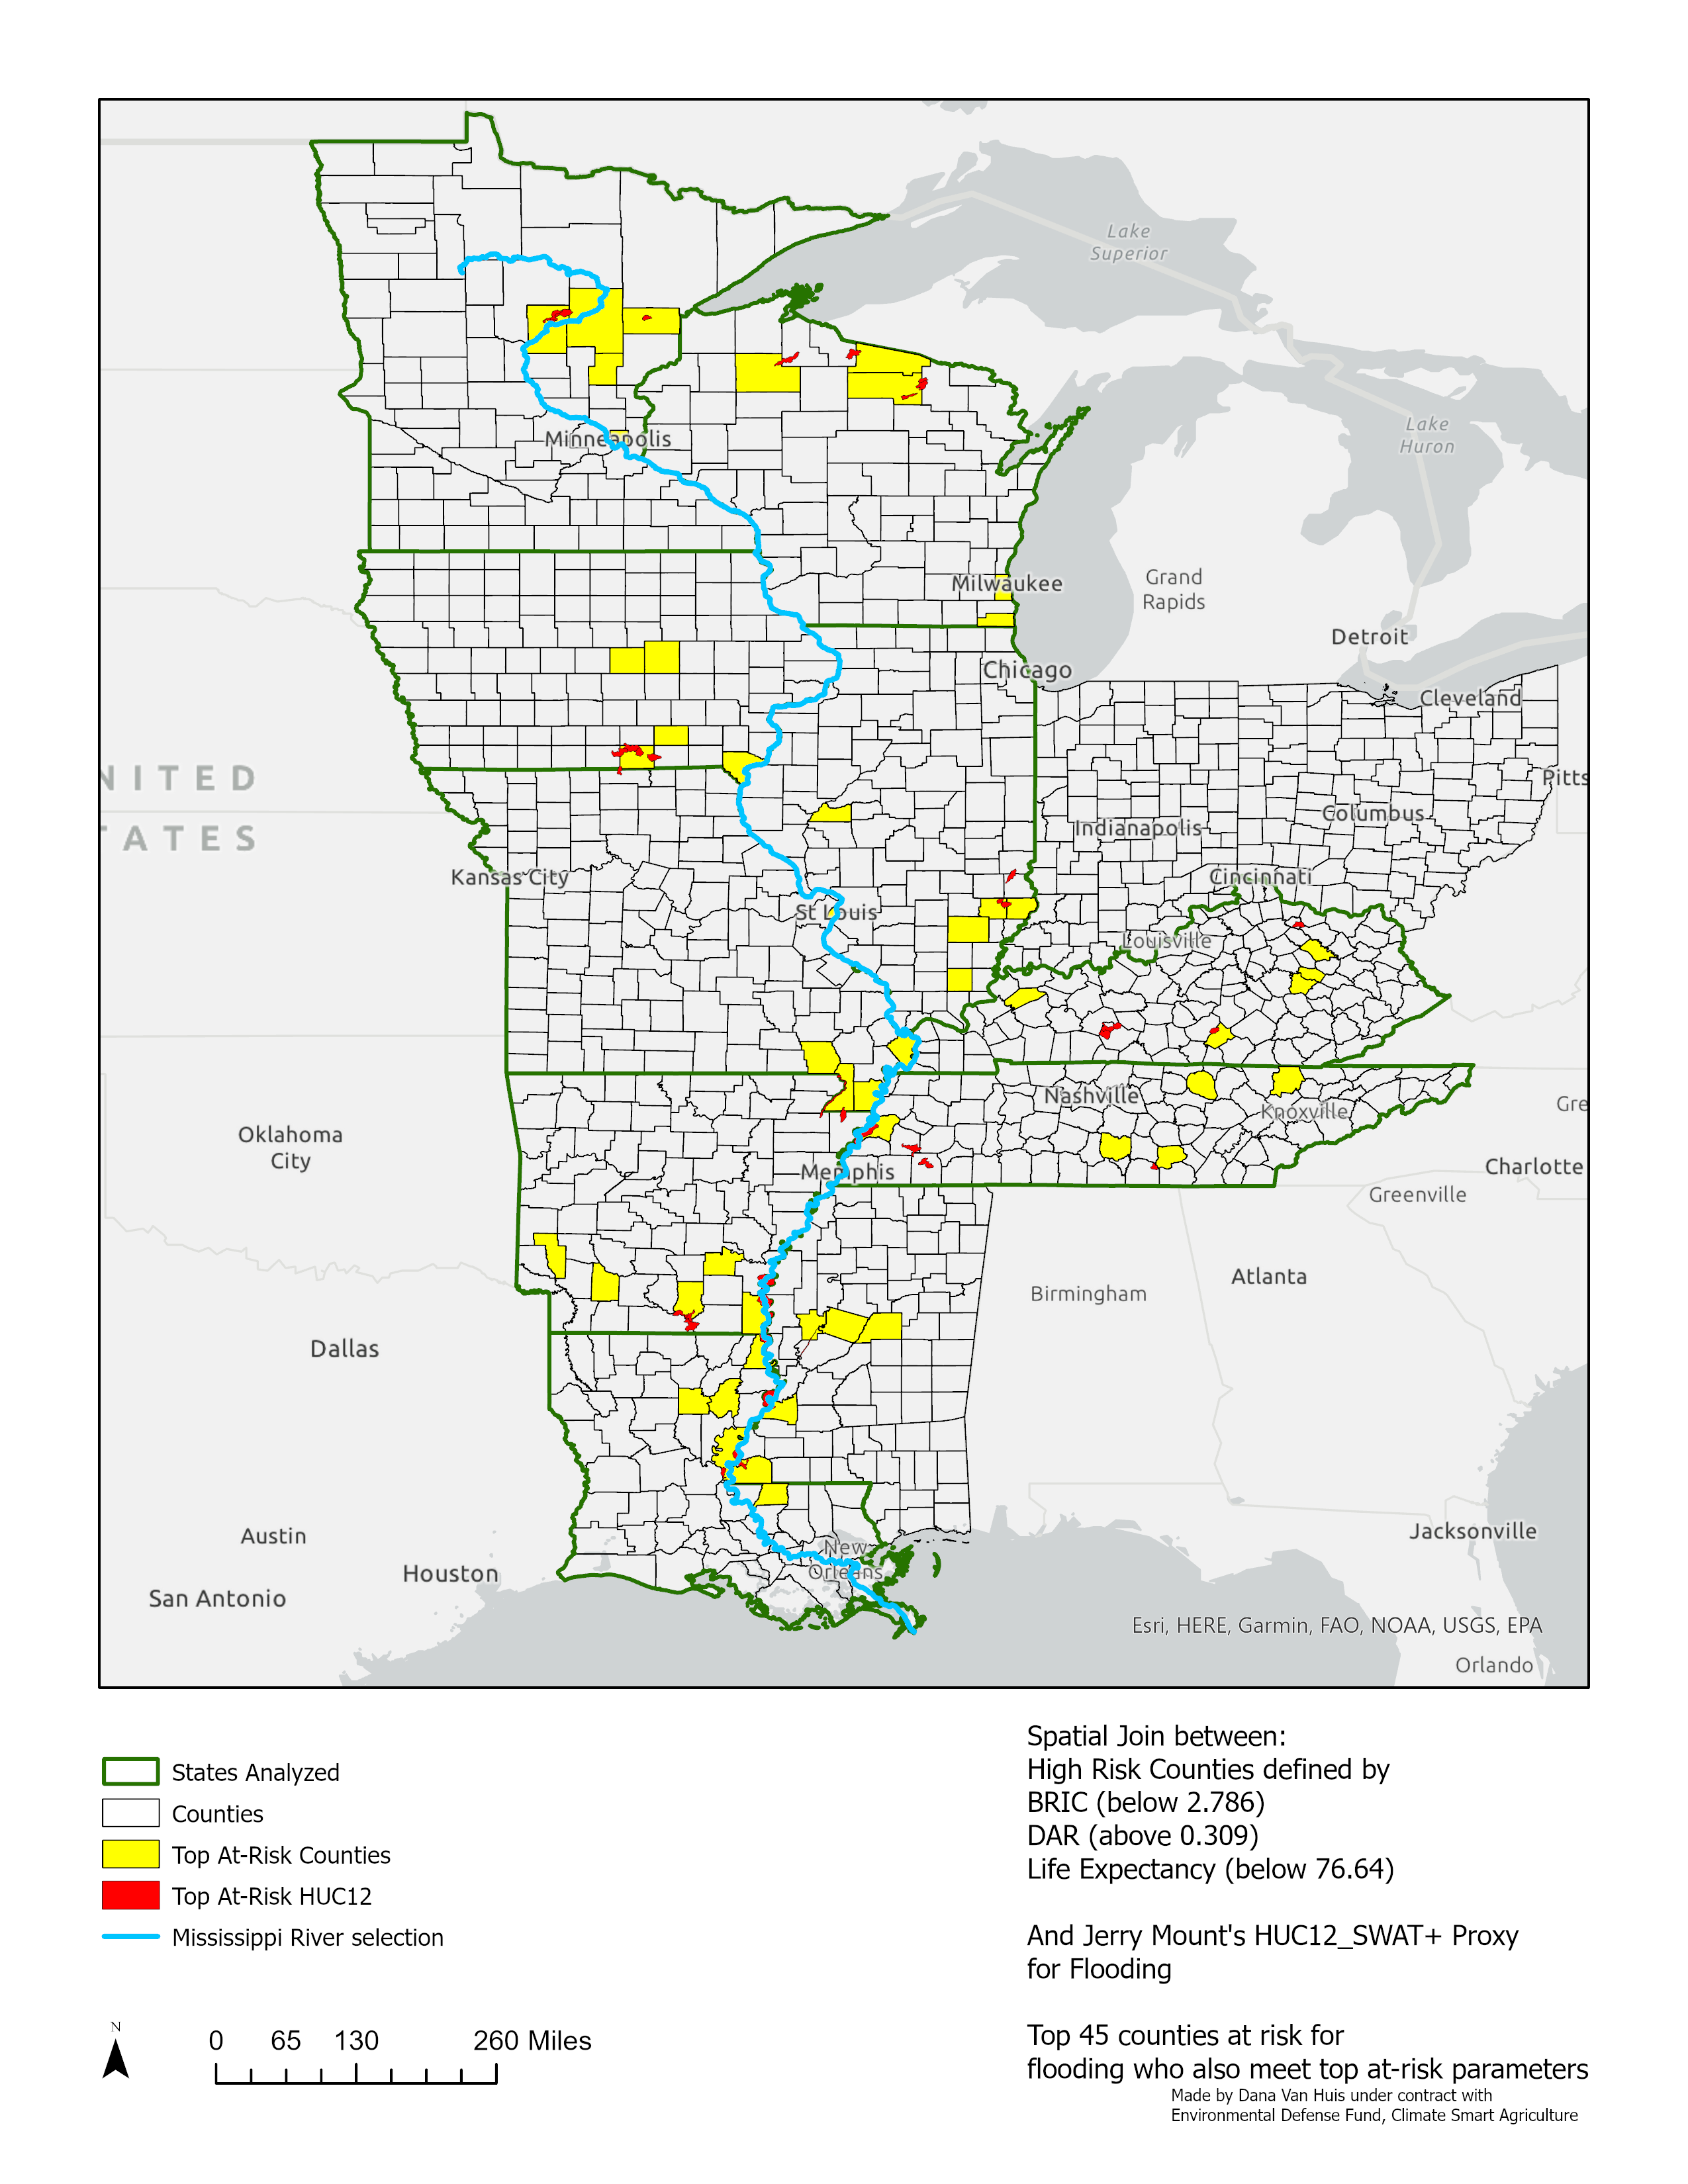 Lake
Superior
Lake
Huron
Minneapolis
Milwaukee
Grand
Rapids
Detroit
Chicago
Cleveland
NITED
TATES
Pitts
Columbus
Indianapolis
Kansas City
Cincinnati
St Louis
Louisville
Nashville
Knoxville
Gre
Oklahoma
City
Memphis
Charlotte
Greenville
Atlanta
Birmingham
Dallas
Jacksonville
Austin
New
Orleans
Houston
San Antonio
Esri, HERE, Garmin, FAO, NOAA, USGS, EPA
Orlando
States Analyzed
Counties
Top At-Risk Counties
Top At-Risk HUC12
Mississippi River selection
N
0 65 130 260 Miles
Spatial Join between:
High Risk Counties defined by
BRIC (below 2.786)
DAR (above 0.309)
Life Expectancy (below 76.64)
And Jerry Mount's HUC12_SWAT+ Proxy
for Flooding
Top 45 counties at risk for
flooding who also meet top at-risk parameters
Made by Dana Van Huis under contract with
Environmental Defense Fund, Climate Smart Agriculture